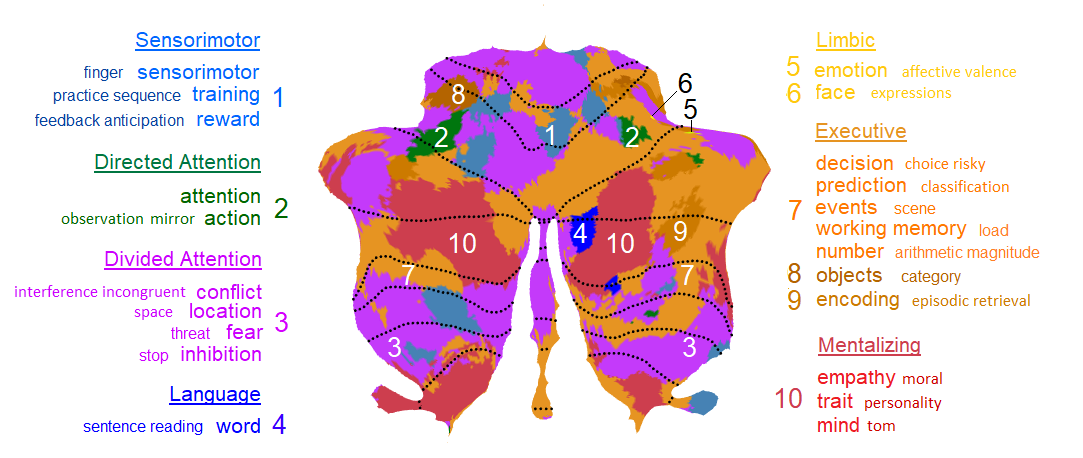 Sensorimotor
finger sensorimotor
practice sequence training
feedback anticipation reward
1
Directed Attention
attention
observation mirror action
2
Divided Attention
interference incongruent conflict
space location
threat fear
stop inhibition
3
Language
sentence reading word 4
8
2
1
2
6
5
4
10
10
9
7
7
3
3
Limbic
5 emotion affective valence
6 face expressions
Executive
decision choice risky
prediction classification
7 events scene
working memory load
number arithmetic magnitude
8 objects category
9 encoding episodic retrieval
Mentalizing
empathy moral
10 trait personality
mind tom